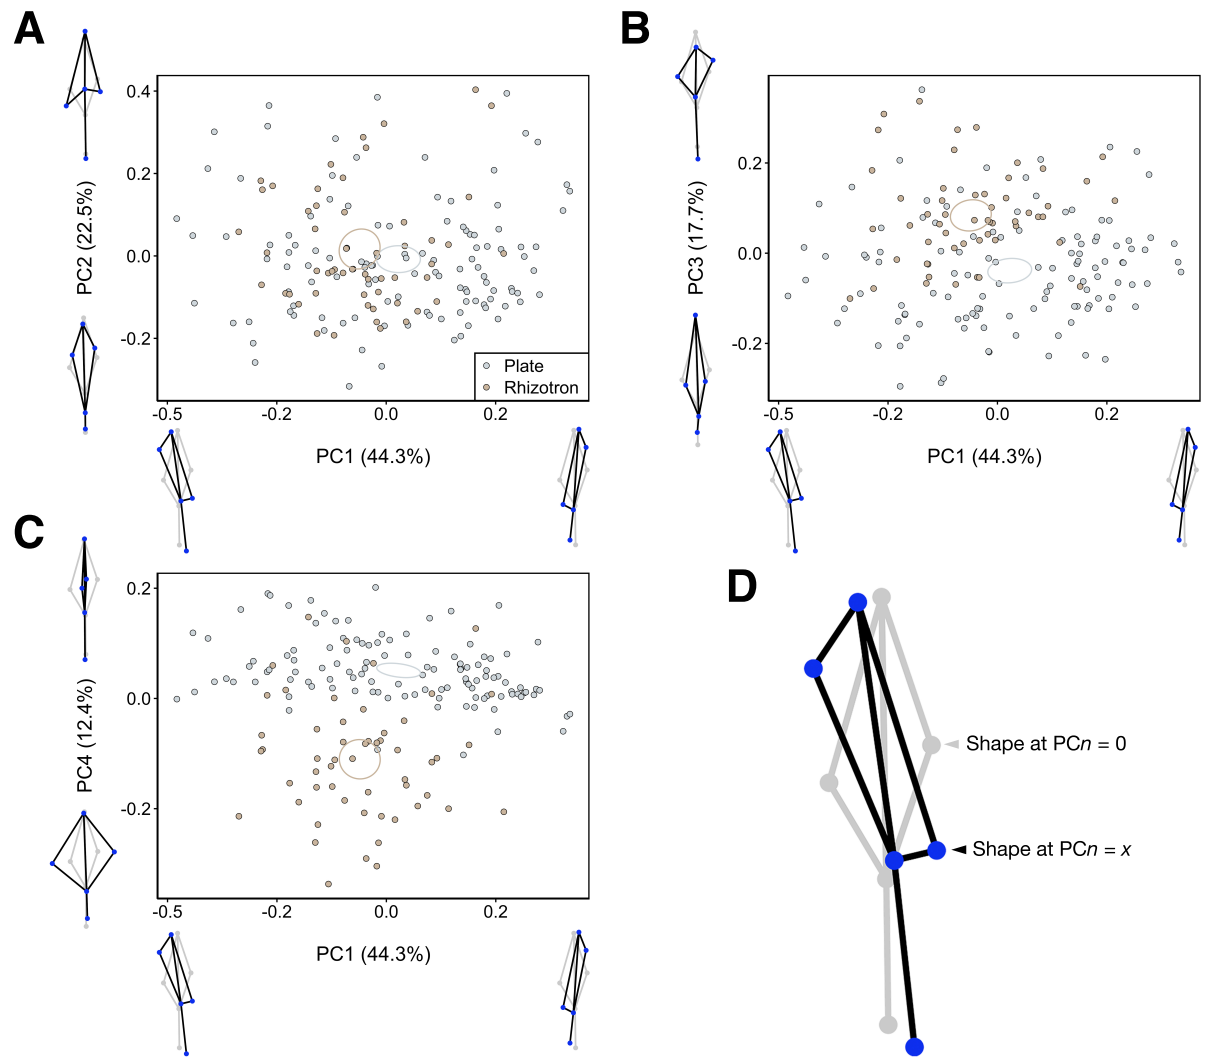 A
B
0.4
0.2
0.0
-0.2
PC2 (22.5%)
Plate
Rhizotron
-0.5
-0.2
0.0
0.2
PC1 (44.3%)
0.2
0.0
-0.2
PC3 (17.7%)
-0.5
-0.2
0.0
0.2
PC1 (44.3%)
C
0.2
0.0
-0.2
PC4 (12.4%)
-0.5
-0.2
0.0
0.2
PC1 (44.3%)
D
Shape at PCn = 0
Shape at PCn = x